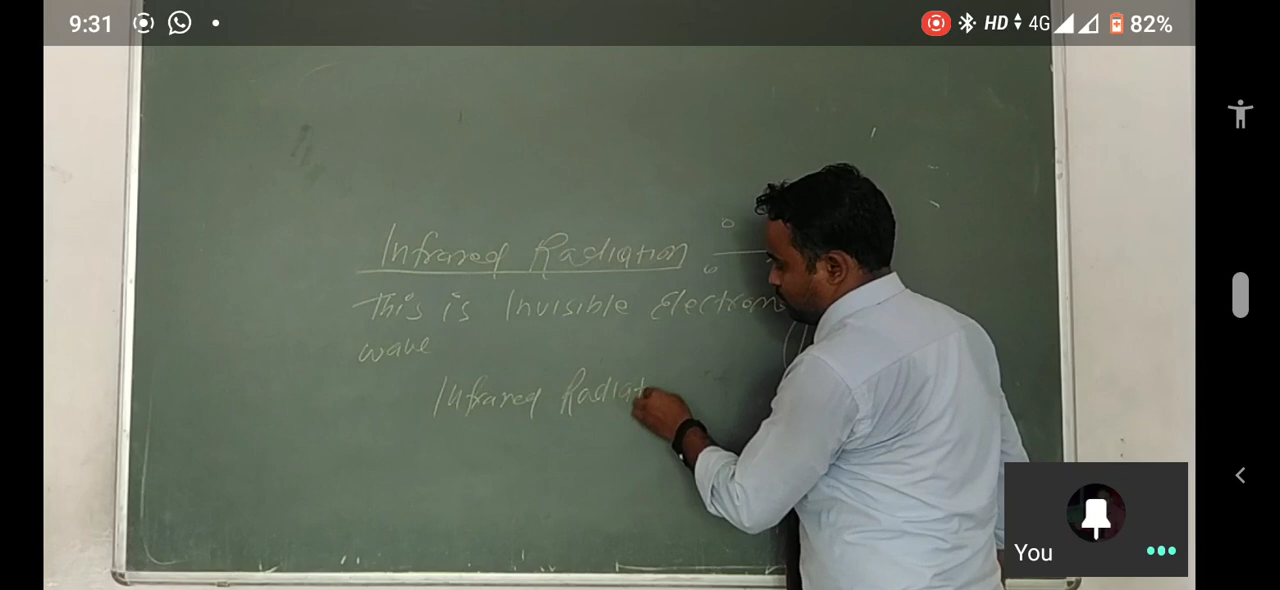 9:31 HD 4G 82%
Infrared Radiation
This is Invisible Electrom
wave
Infrared Radiat
You